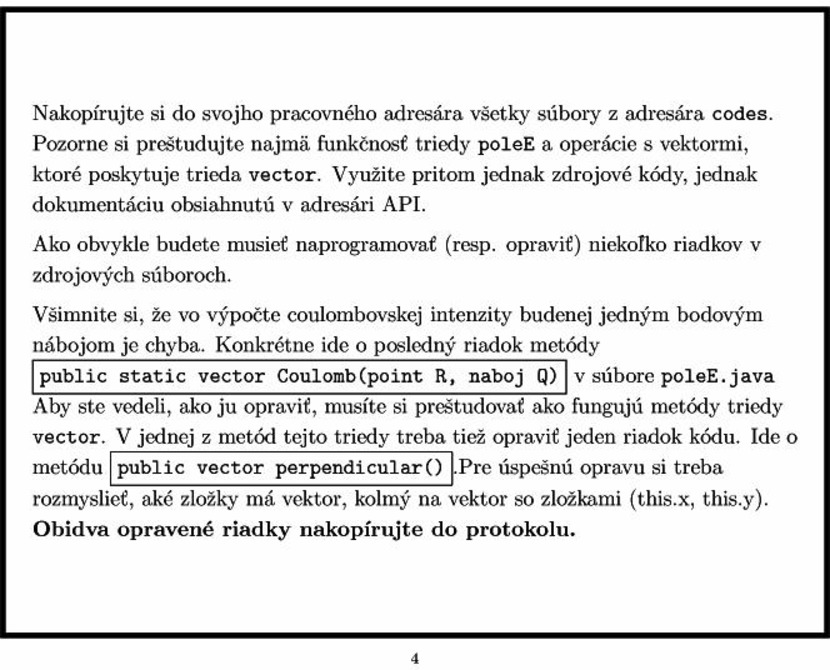 Nakopírujte si do svojho pracovného adresára všetky súbory z adresára codes.
Pozorne si preštudujte najmä funkčnosť triedy poleE a operácie s vektormi,
ktoré poskytuje trieda vector. Využite pritom jednak zdrojové kódy, jednak
dokumentáciu obsiahnutú v adresári API.
Ako obvykle budete musieť naprogramovať (resp. opraviť) niekoľko riadkov v
zdrojových súboroch.
Všimnite si, že vo výpočte coulombovskej intenzity budenej jedným bodovým
nábojom je chyba. Konkrétne ide o posledný riadok metódy
public static vector Coulomb(point R, naboj Q) v súbore poleE.java
Aby ste vedeli, ako ju opraviť, musíte si preštudovať ako fungujú metódy triedy
vector. V jednej z metód tejto triedy treba tiež opraviť jeden riadok kódu. Ide o
metódu public vector perpendicular() .Pre úspešnú opravu si treba
rozmyslieť, aké zložky má vektor, kolmý na vektor so zložkami (this.x, this.y).
Obidva opravené riadky nakopírujte do protokolu.
4